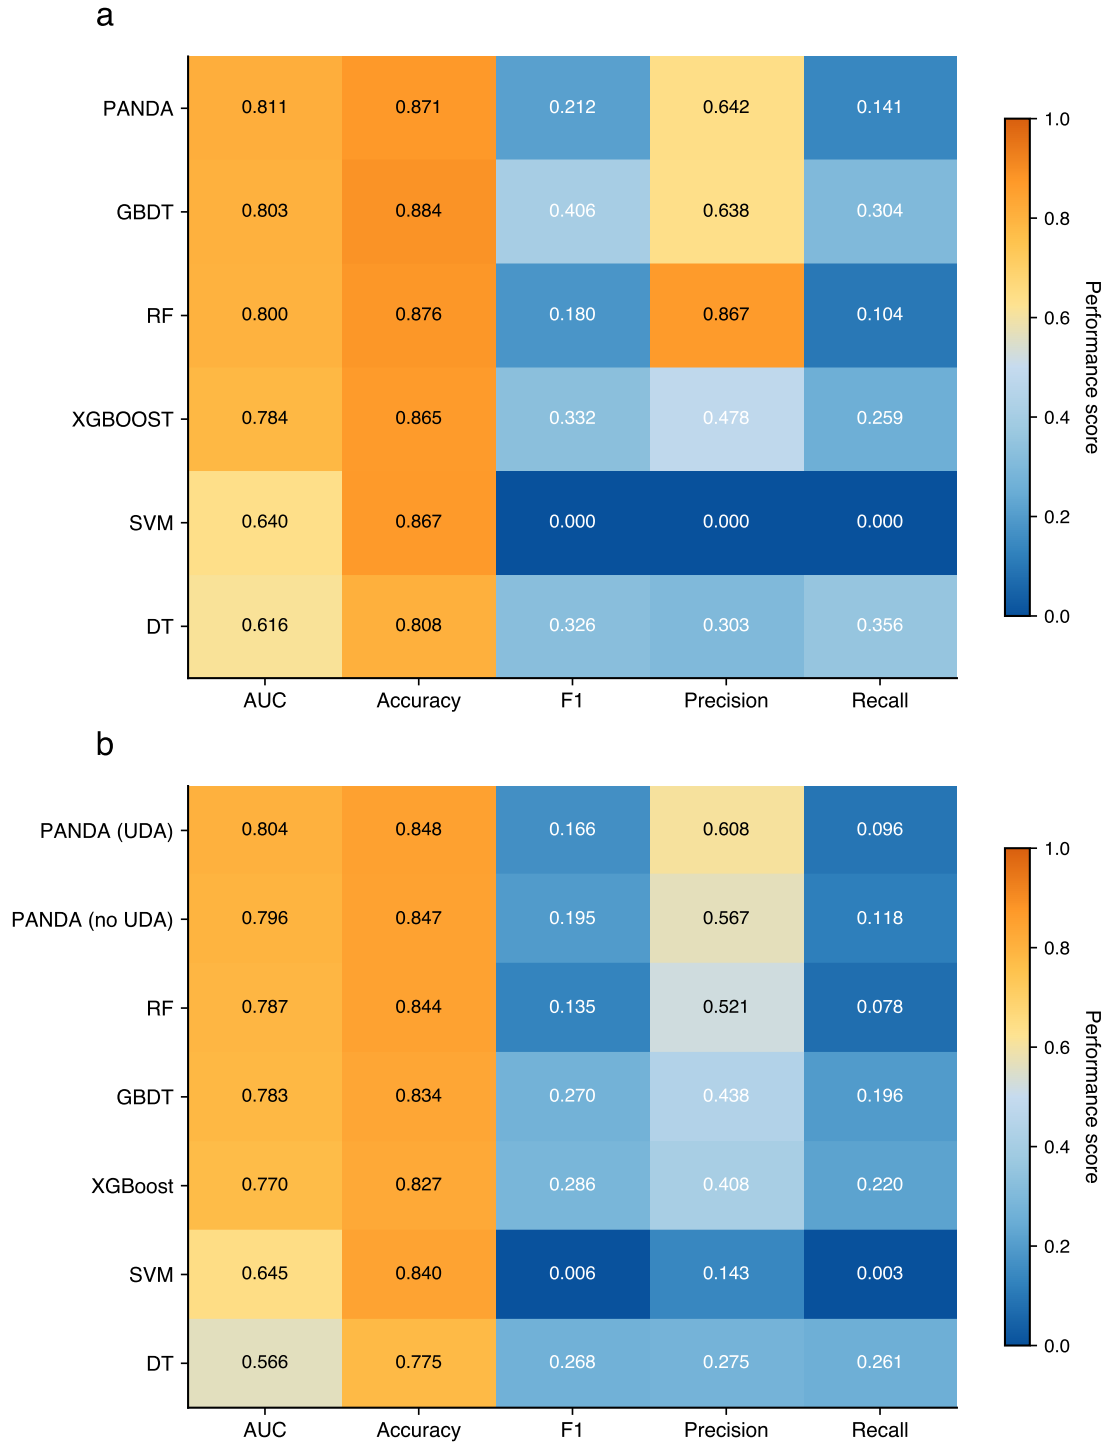 a
PANDA 0.811 0.871 0.212 0.642 0.141
GBDT 0.803 0.884 0.406 0.638 0.304
RF 0.800 0.876 0.180 0.867 0.104
XGBOOST 0.784 0.865 0.332 0.478 0.259
SVM 0.640 0.867 0.000 0.000 0.000
DT 0.616 0.808 0.326 0.303 0.356
AUC Accuracy F1 Precision Recall
1.0
0.8
0.6
0.4
0.2
0.0
Performance score
b
PANDA (UDA) 0.804 0.848 0.166 0.608 0.096
PANDA (no UDA) 0.796 0.847 0.195 0.567 0.118
RF 0.787 0.844 0.135 0.521 0.078
GBDT 0.783 0.834 0.270 0.438 0.196
XGBoost 0.770 0.827 0.286 0.408 0.220
SVM 0.645 0.840 0.006 0.143 0.003
DT 0.566 0.775 0.268 0.275 0.261
AUC Accuracy F1 Precision Recall
1.0
0.8
0.6
0.4
0.2
0.0
Performance score